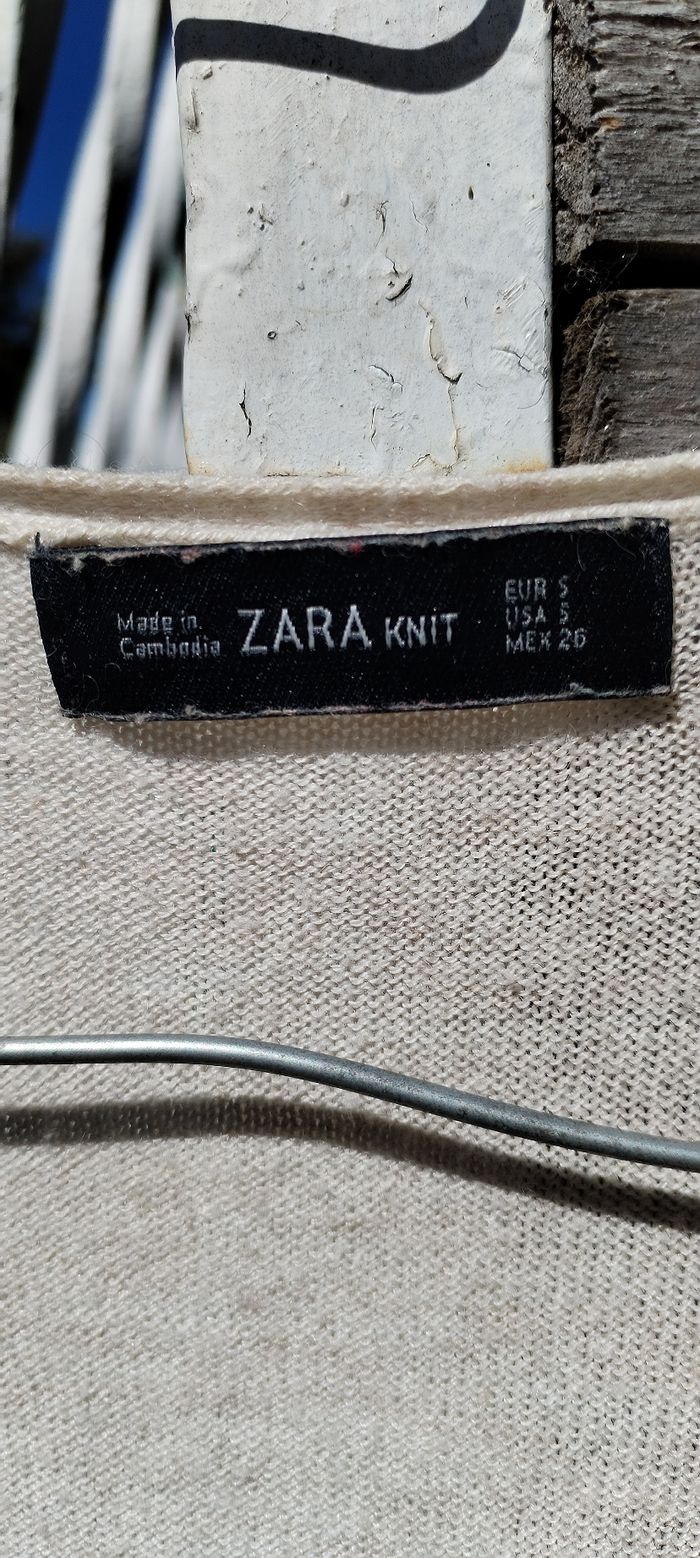 Made in
Cambodia
ZARA KNIT
EUR S
USA S
MEX 26